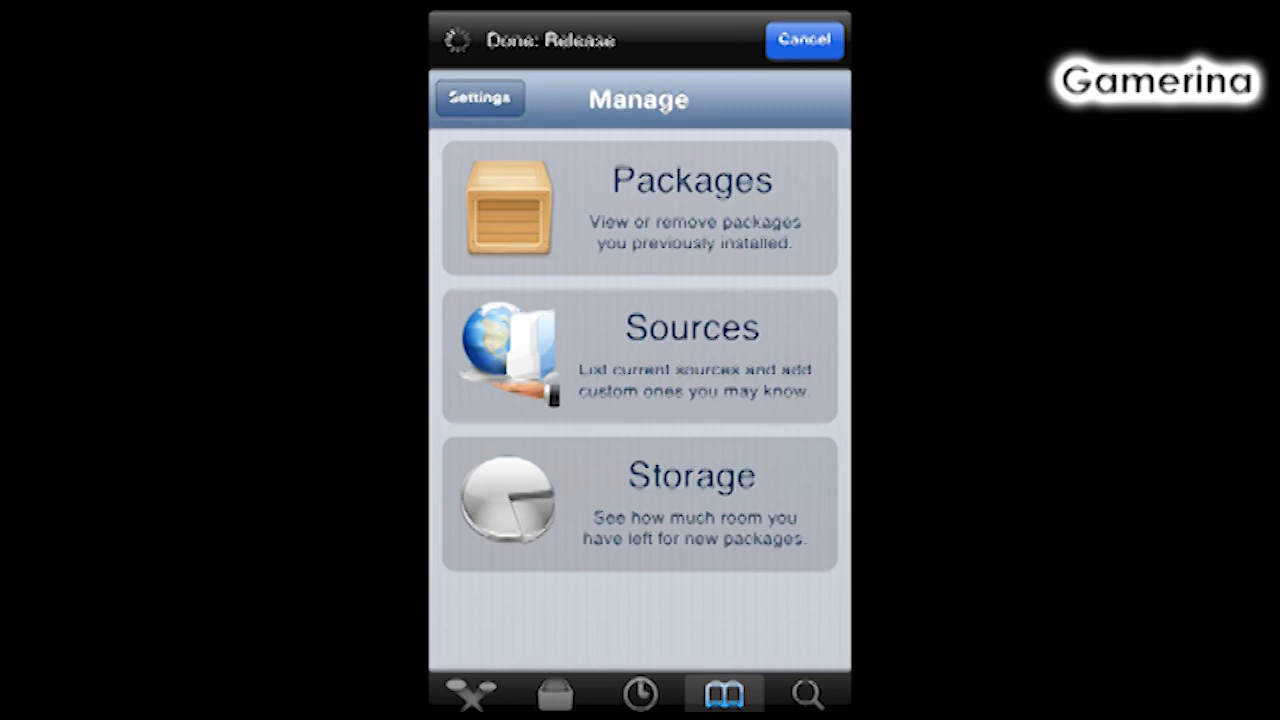 Done: Release
Cancel
Gamerina
Settings
Manage
Packages
View or remove packages
you previously installed.
Sources
List current sources and add
custom ones you may know.
Storage
See how much room you
have left for new packages.